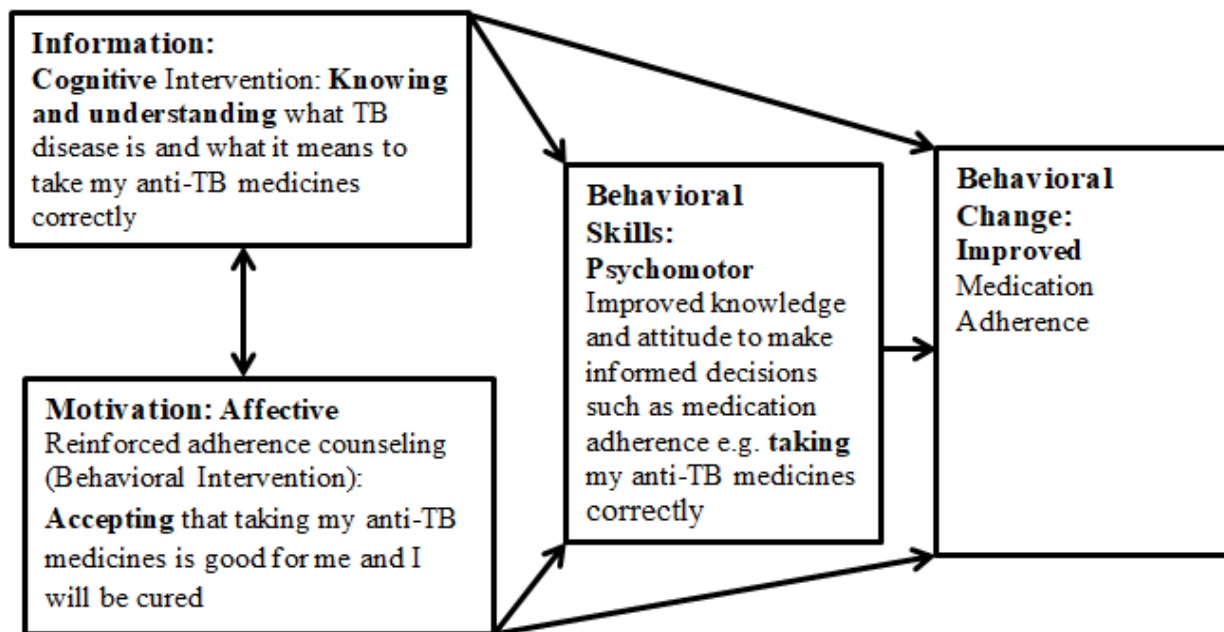 Information:
Cognitive Intervention: Knowing
and understanding what TB
disease is and what it means to
take my anti-TB medicines
correctly
Motivation: Affective
Reinforced adherence counseling
(Behavioral Intervention):
Accepting that taking my anti-TB
medicines is good for me and I
will be cured
Behavioral
Skills:
Psychomotor
Improved knowledge
and attitude to make
informed decisions
such as medication
adherence e.g. taking
my anti-TB medicines
correctly
Behavioral
Change:
Improved
Medication
Adherence